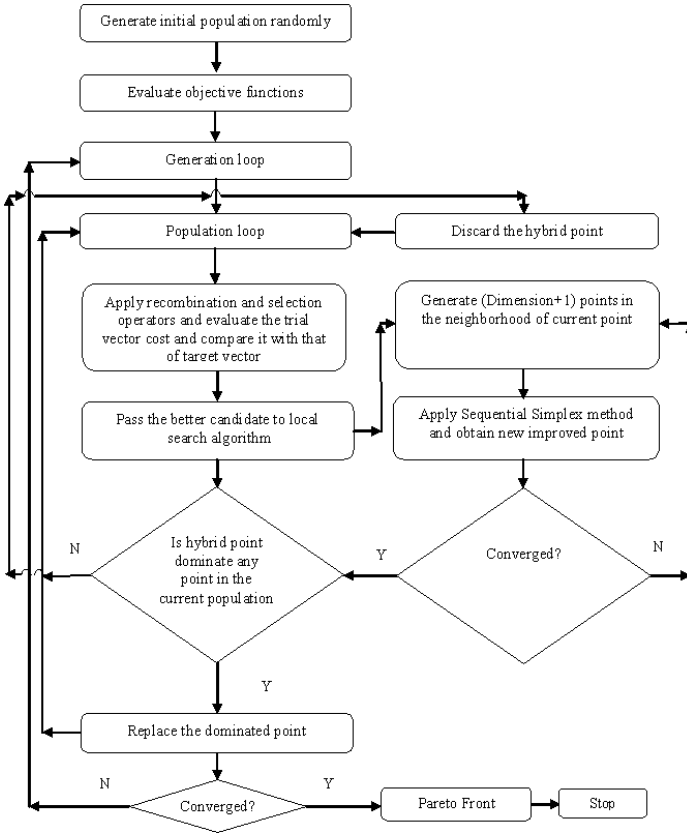 Generate initial population randomly
Evaluate objective functions
Generation loop
Population loop
Discard the hybrid point
Apply recombination and selection
operators and evaluate the trial
vector cost and compare it with that
of target vector
Generate (Dimension+1) points in
the neighborhood of current point
Pass the better candidate to local
search algorithm
Apply Sequential Simplex method
and obtain new improved point
N
Is hybrid point
dominate any
point in the
current population
Y
Converged?
N
Y
Replace the dominated point
N
Converged?
Y
Pareto Front
Stop